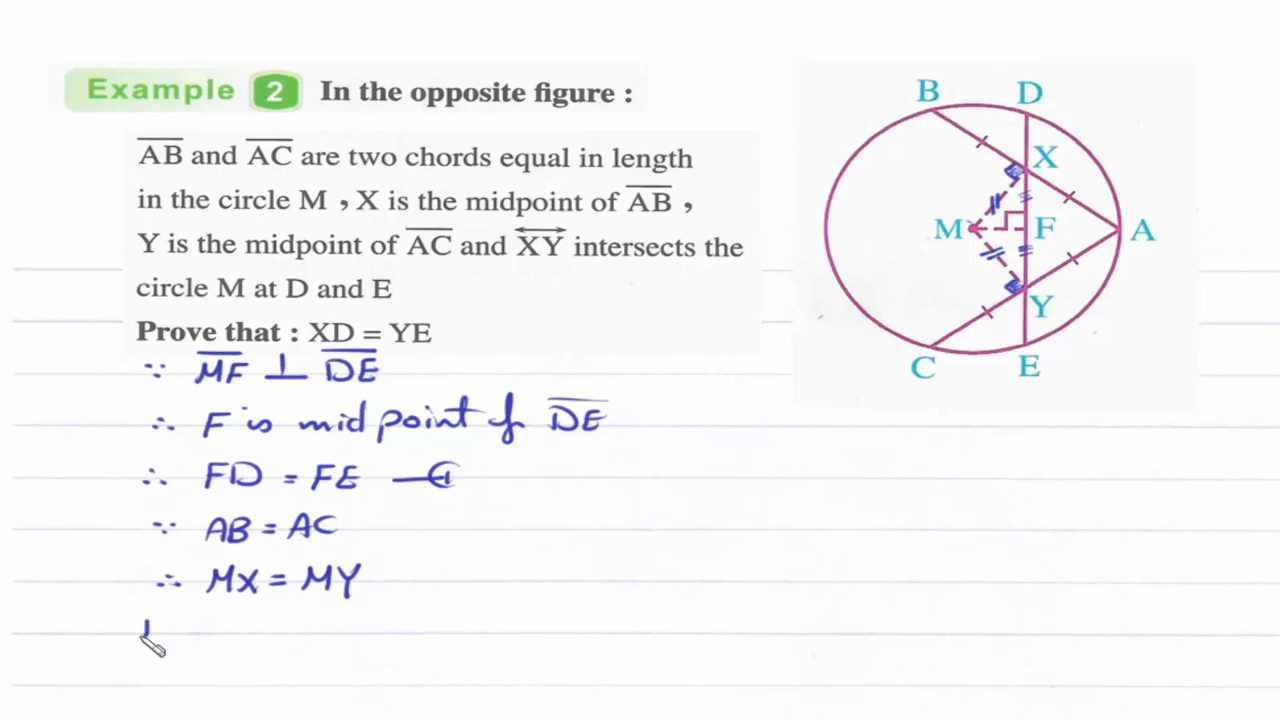 Example 2 In the opposite figure :
AB and AC are two chords equal in length
in the circle M , X is the midpoint of AB ,
Y is the midpoint of AC and XY intersects the
circle M at D and E
Prove that : XD = YE
∵ MF ⊥ DE
∴ F is mid point of DE
∴ FD = FE
∵ AB = AC
∴ MX = MY
B D
X
M F A
Y
C E